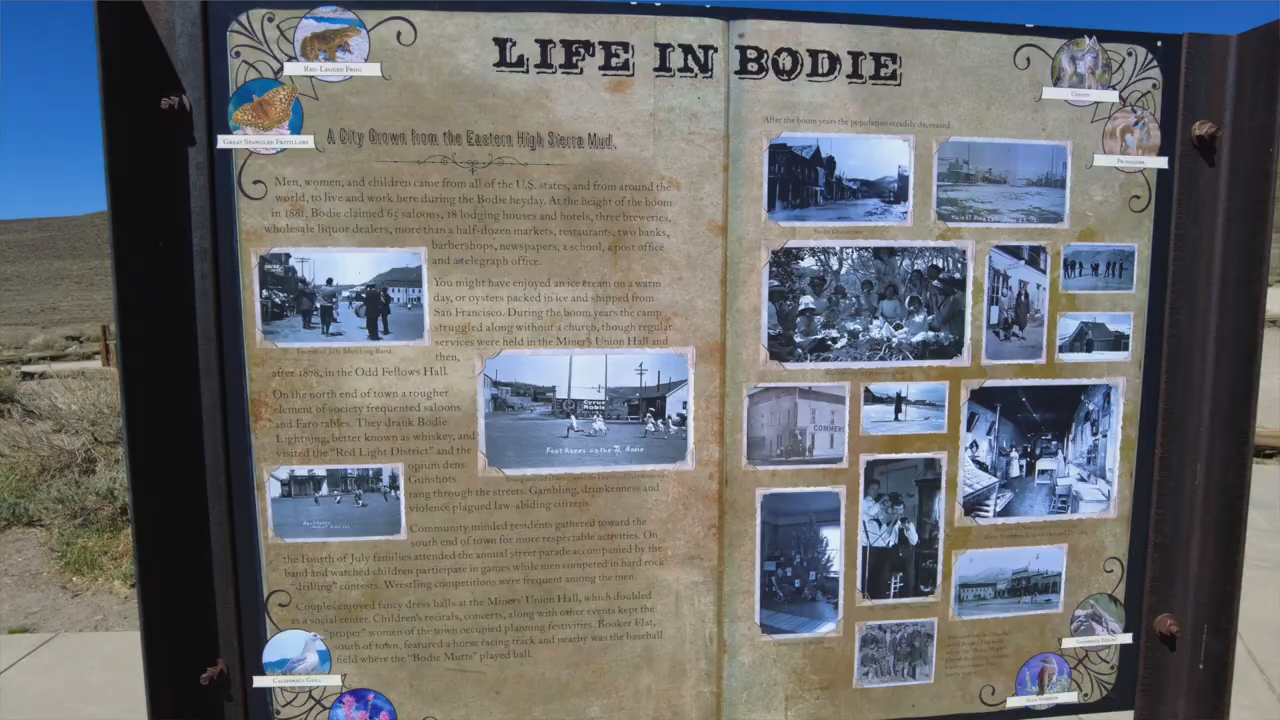 LIFE IN BODIE
RED-LEGGED FROG
GREAT SPANGLED FRITILLARY
A City Grown from the Eastern High Sierra Mud.
Men, women, and children came from all of the U.S. states, and from around the
world, to live and work here during the Bodie heyday. At the height of the boom
in 1881, Bodie claimed 65 saloons, 18 lodging houses and hotels, three breweries,
wholesale liquor dealers, more than a half-dozen markets, restaurants, two banks,
barbershops, newspapers, a school, a post office
and a telegraph office.
You might have enjoyed an ice cream on a warm
day, or oysters packed in ice and shipped from
San Francisco. During the boom years the camp
struggled along without a church, though regular
services were held in the Miner's Union Hall and
then,
after 1878, in the Odd Fellows Hall.
Fourth of July Marching Band
On the north end of town a rougher
element of society frequented saloons
and Faro tables. They drank Bodie
Lightning, better known as whiskey, and
visited the "Red Light District" and
the opium dens.
Gunshots
rang through the streets. Gambling, drunkenness and
violence plagued law-abiding citizens.
Cyrus
Noble
Foot Races on the 4th Bodie
Community minded residents gathered toward the
south end of town for more respectable activities. On
the Fourth of July families attended the annual street parade accompanied by the
band and watched children participate in games while men competed in hard rock
"drilling" contests. Wrestling competitions were frequent among the men.
Couples enjoyed fancy dress balls at the Miners' Union Hall, which doubled
as a social center. Children's recitals, concerts, along with other events kept the
"proper" women of the town occupied planning festivities. Booker Flat,
south of town, featured a horse racing track and nearby was the baseball
field where the "Bodie Mutts" played ball.
CALIFORNIA GULL
After the boom years the population steadily decreased.
COYOTE
PRONGHORN
COMMERC